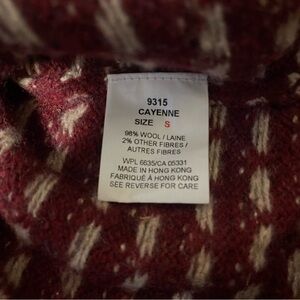 9315
CAYENNE
SIZE S
98% WOOL / LAINE
2% OTHER FIBRES /
AUTRES FIBRES
WPL 6635/CA 05331
MADE IN HONG KONG
FABRIQUÉ À HONG KONG
SEE REVERSE FOR CARE